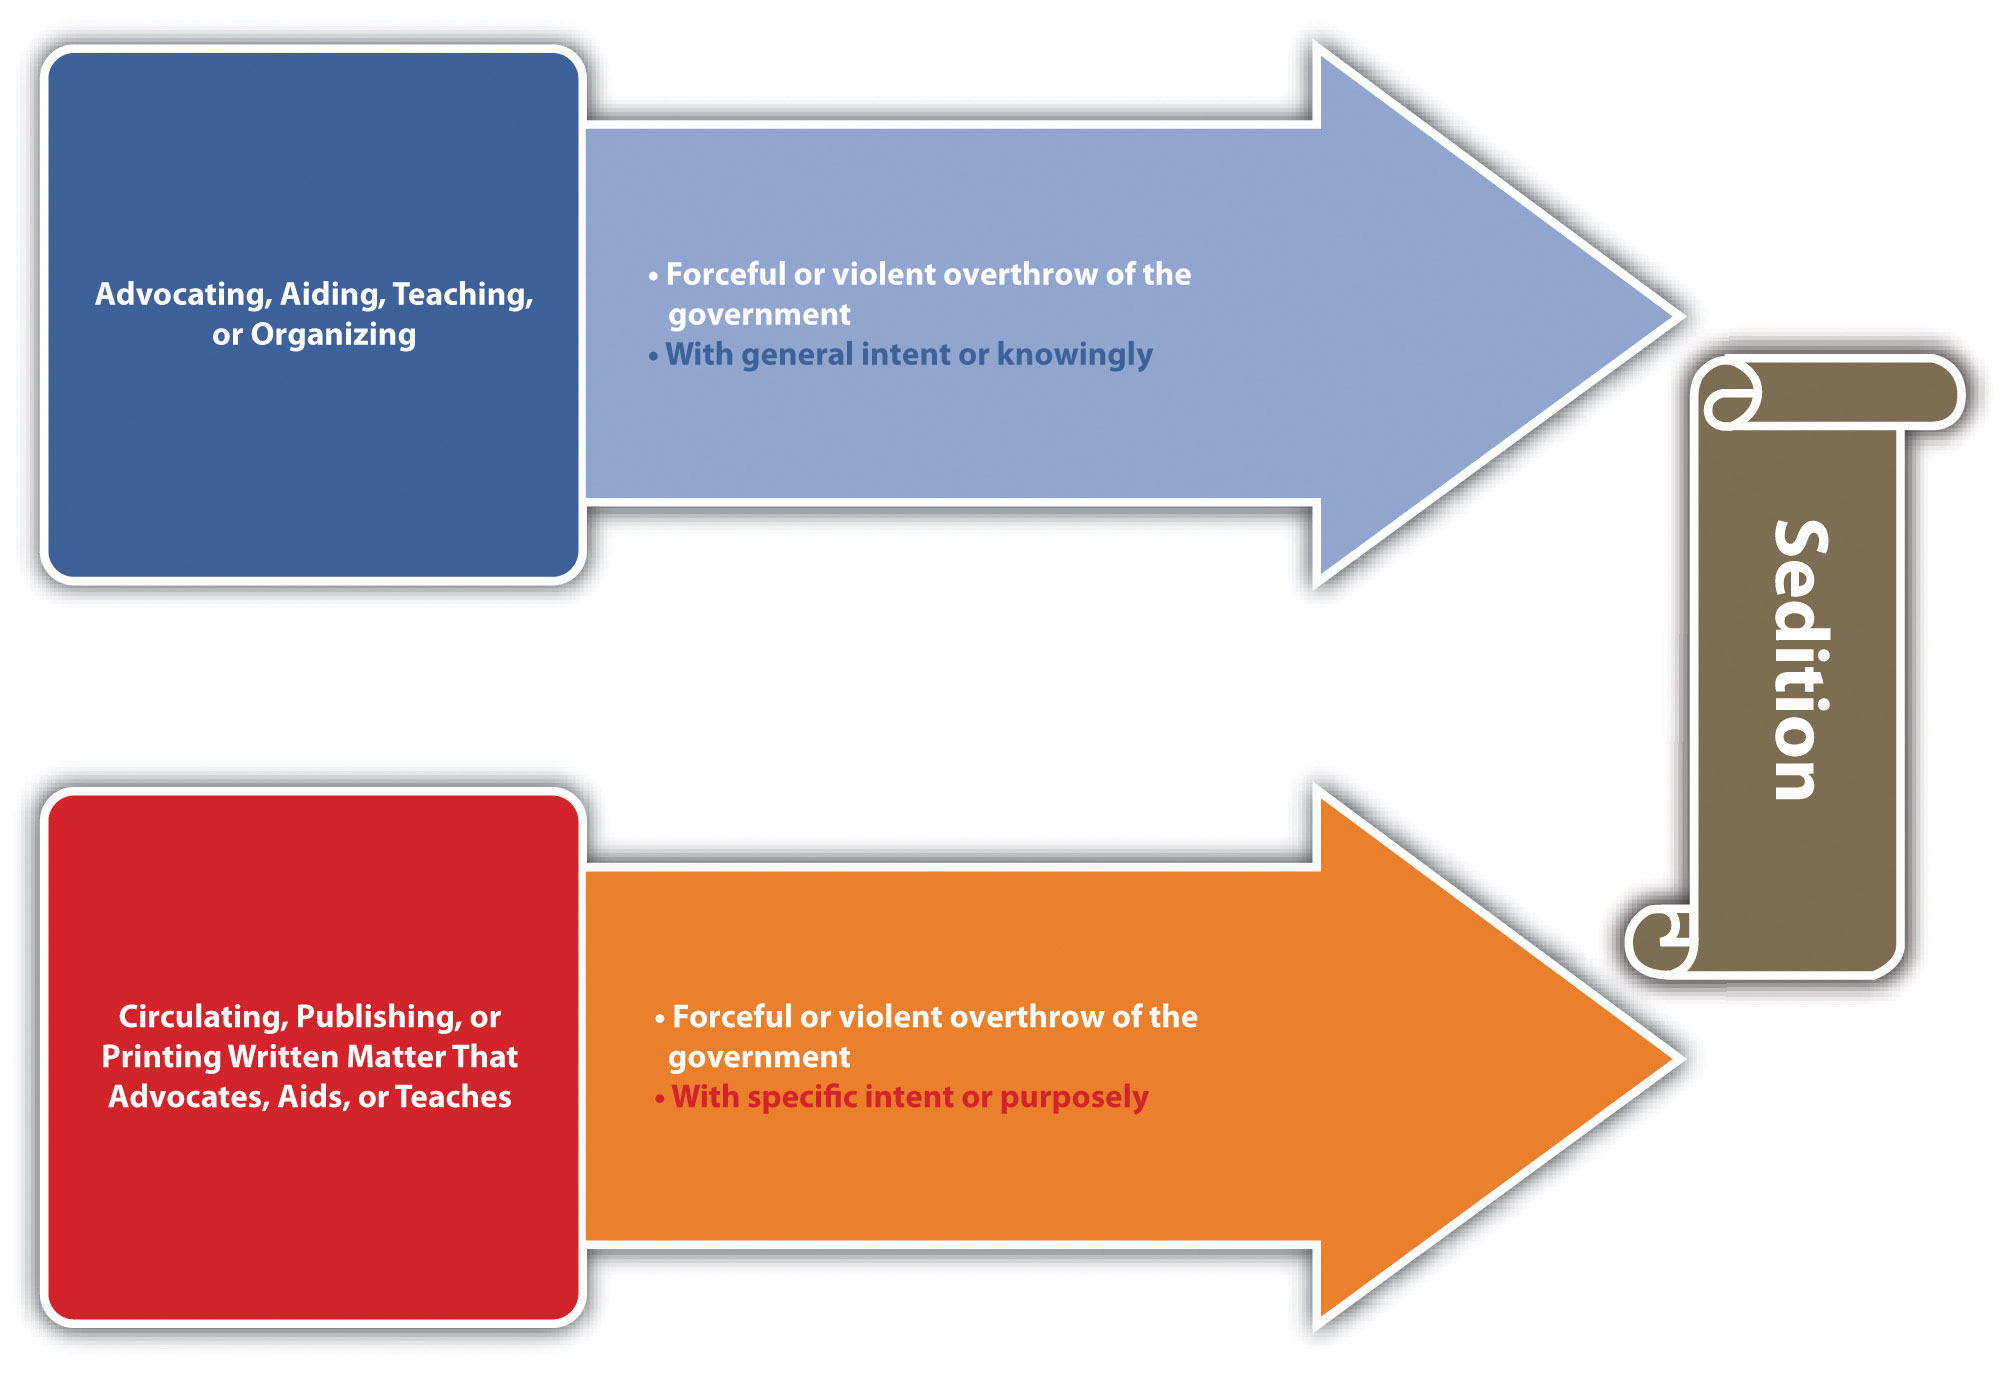 Advocating, Aiding, Teaching,
or Organizing
• Forceful or violent overthrow of the
government
• With general intent or knowingly
Sedition
Circulating, Publishing, or
Printing Written Matter That
Advocates, Aids, or Teaches
• Forceful or violent overthrow of the
government
• With specific intent or purposely